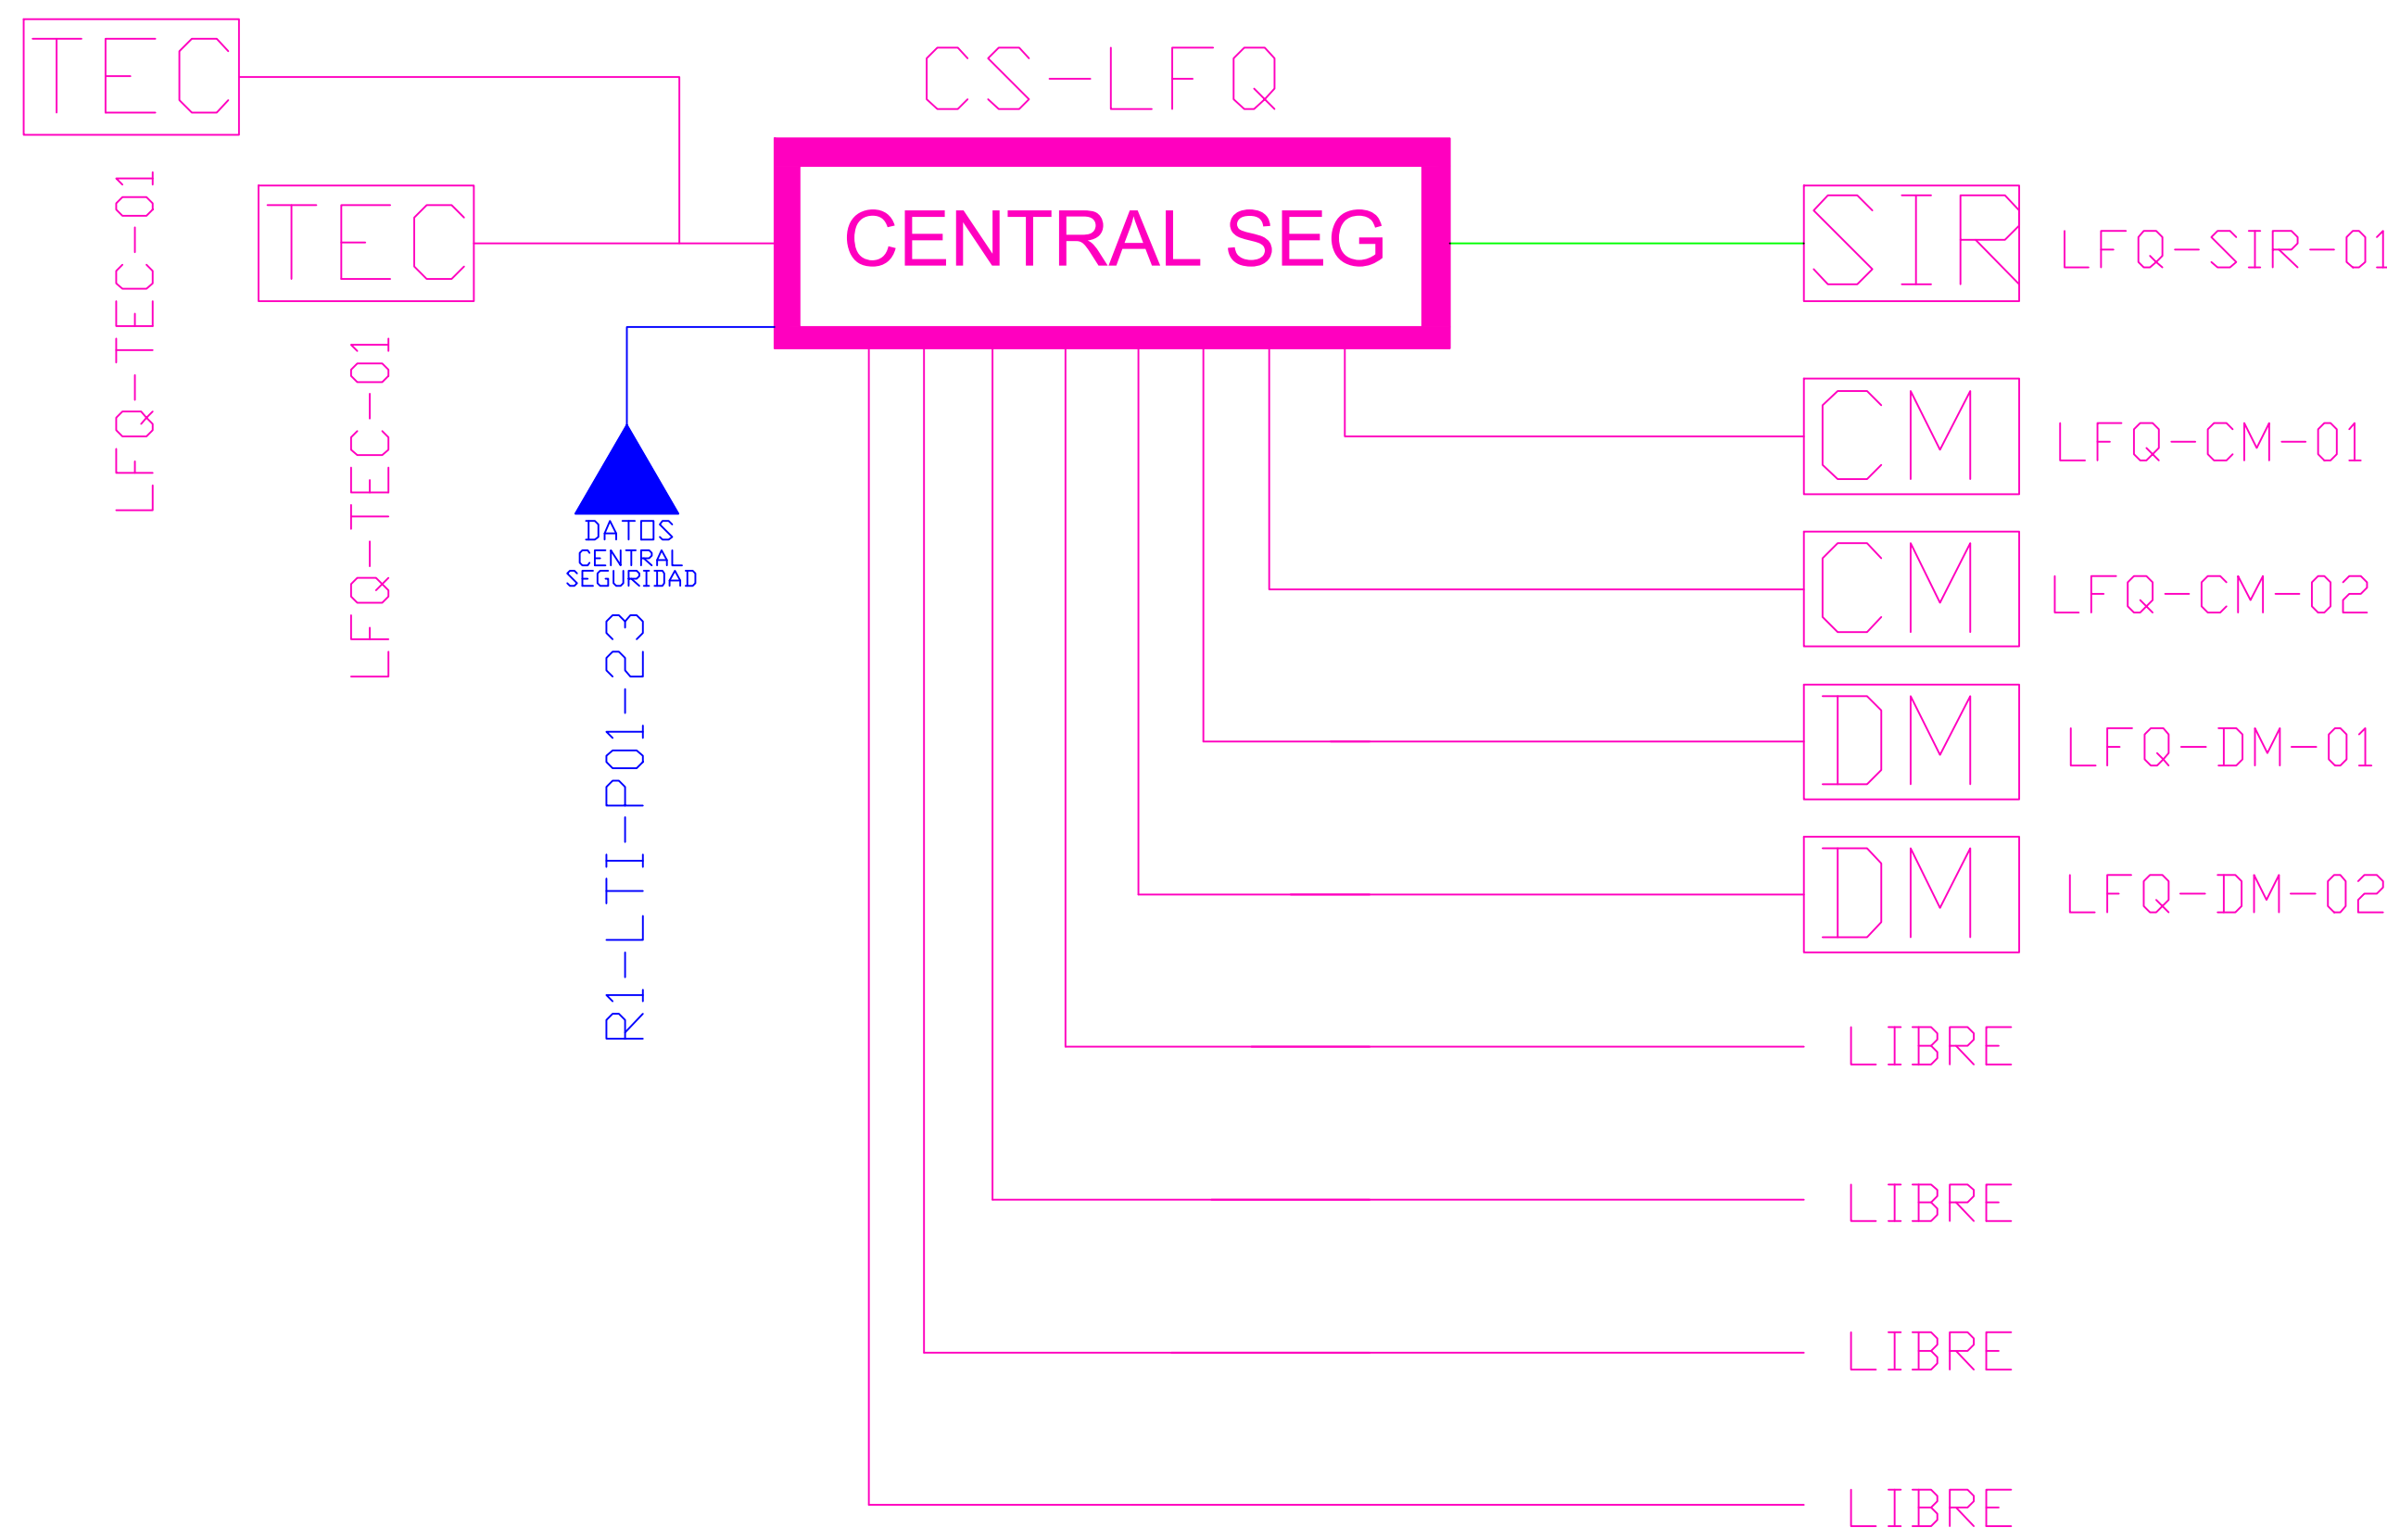 TEC
LFQ-TEC-01
TEC
LFQ-TEC-01
CS-LFQ
CENTRAL SEG
DATOS
CENTRAL
SEGURIDAD
R1-LTI-P01-23
SIR
LFQ-SIR-01
CM
LFQ-CM-01
CM
LFQ-CM-02
DM
LFQ-DM-01
DM
LFQ-DM-02
LIBRE
LIBRE
LIBRE
LIBRE